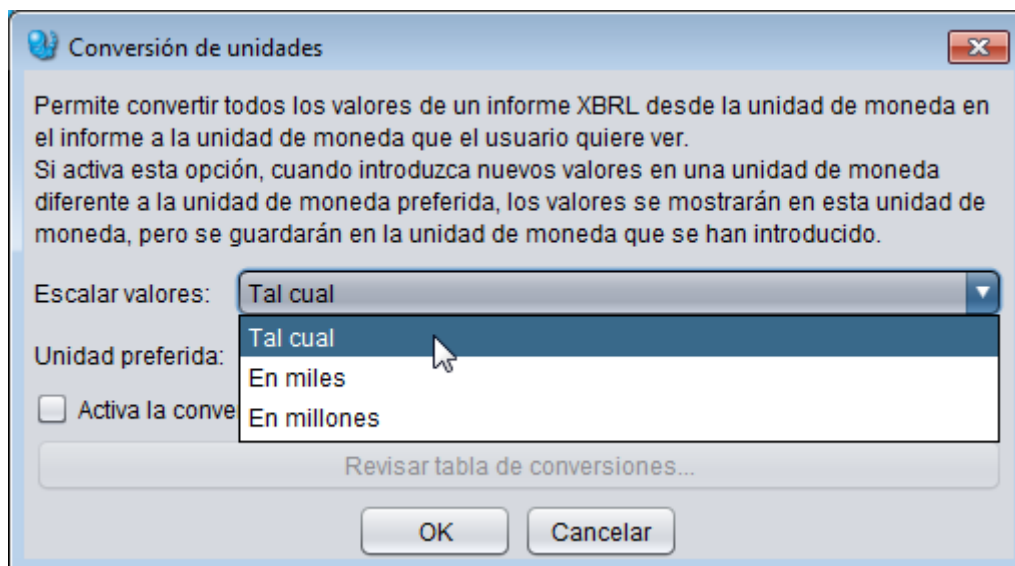 Conversión de unidades
Permite convertir todos los valores de un informe XBRL desde la unidad de moneda en
el informe a la unidad de moneda que el usuario quiere ver.
Si activa esta opción, cuando introduzca nuevos valores en una unidad de moneda
diferente a la unidad de moneda preferida, los valores se mostrarán en esta unidad de
moneda, pero se guardarán en la unidad de moneda que se han introducido.
Escalar valores: Tal cual
Tal cual
Unidad preferida:
En miles
Activa la conve
En millones
Revisar tabla de conversiones...
OK Cancelar